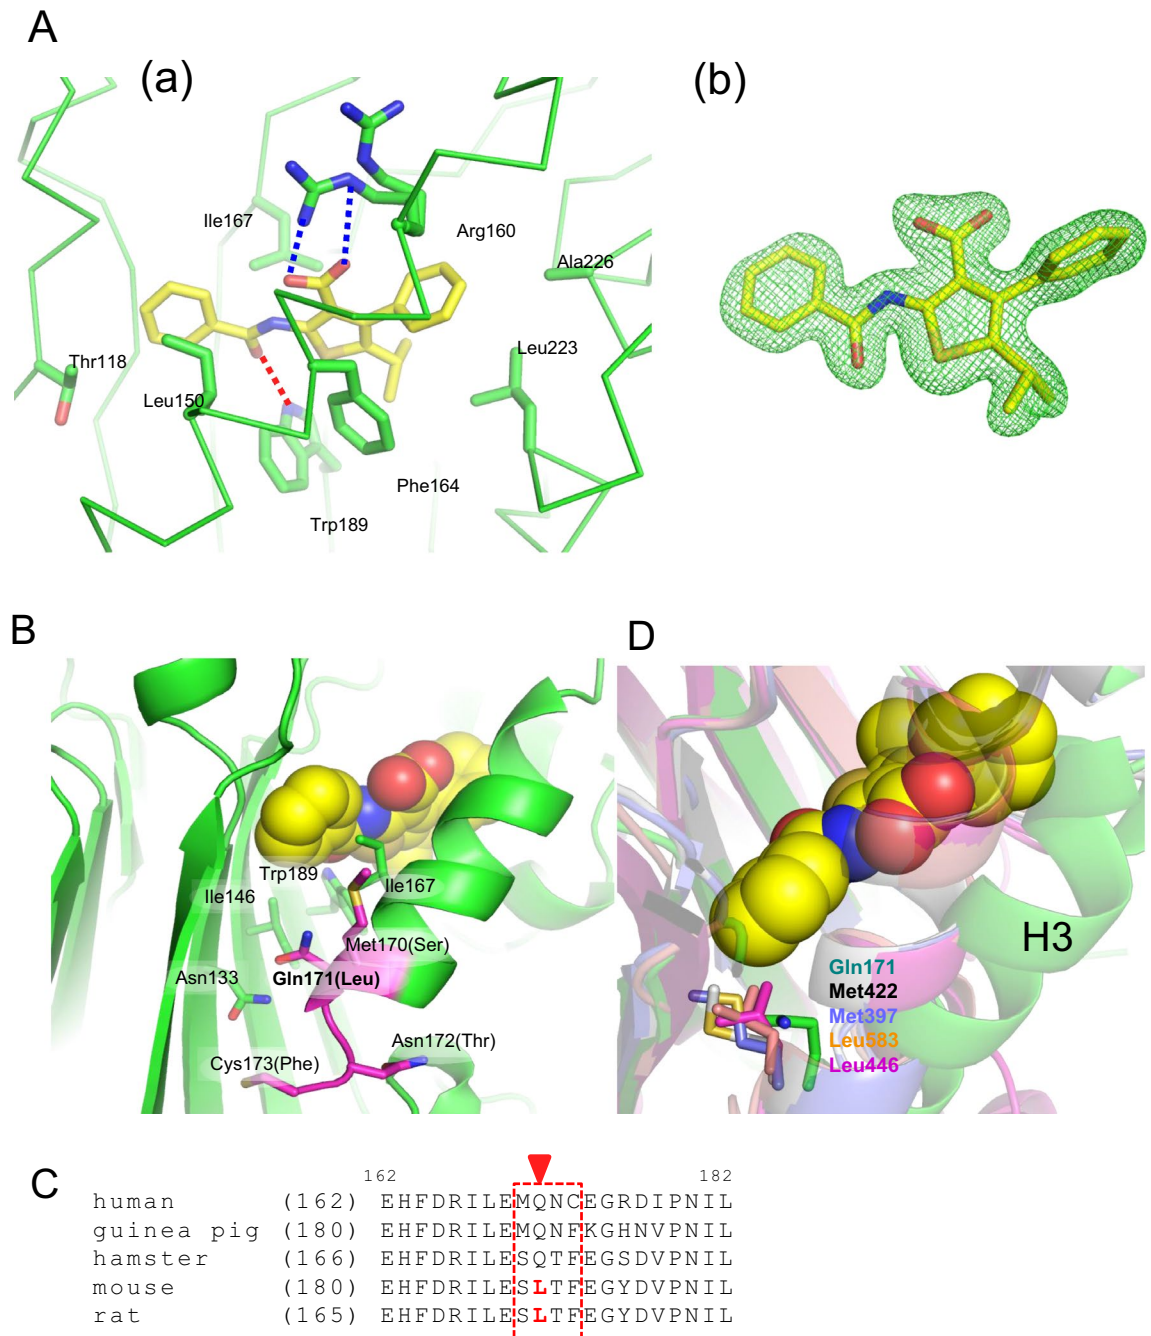 A
(a)
(b)
Ile167
Arg160
Ala226
Thr118
Leu223
Leu150
Phe164
Trp189
B
D
Trp189
Ile167
Ile146
Met170(Ser)
Gln171(Leu)
Asn133
Asn172(Thr)
Cys173(Phe)
H3
Gln171
Met422
Met397
Leu583
Leu446
C
162 182
human (162) EHFDRILEMQNCEGRDIPNIL
guinea pig (180) EHFDRILEMQNFKGHNVPNIL
hamster (166) EHFDRILESQTFEGSDVPNIL
mouse (180) EHFDRILESLTFEGYDVPNIL
rat (165) EHFDRILESLTFEGYDVPNIL